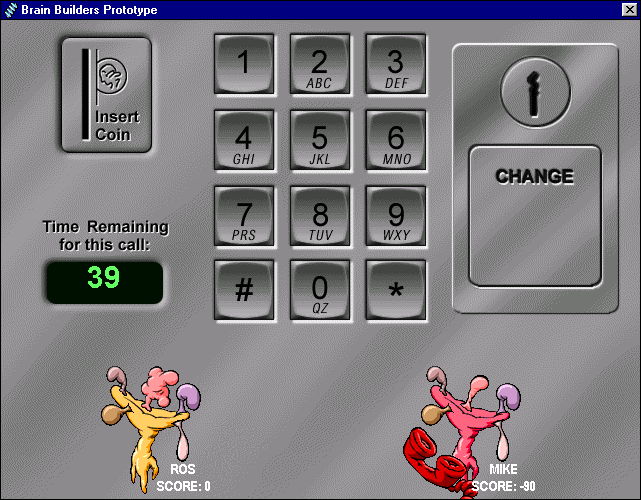 Brain Builders Prototype
Insert
Coin
1
2
ABC
3
DEF
4
GHI
5
JKL
6
MNO
7
PRS
8
TUV
9
WXY
#
0
QZ
*
CHANGE
Time Remaining
for this call:
39
ROS
SCORE: 0
MIKE
SCORE: -90